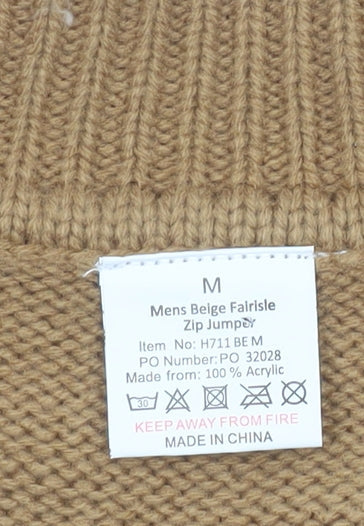 M
Mens Beige Fairisle
Zip Jumper
Item No: H711 BE M
PO Number: PO 32028
Made from: 100 % Acrylic
30
KEEP AWAY FROM FIRE
MADE IN CHINA